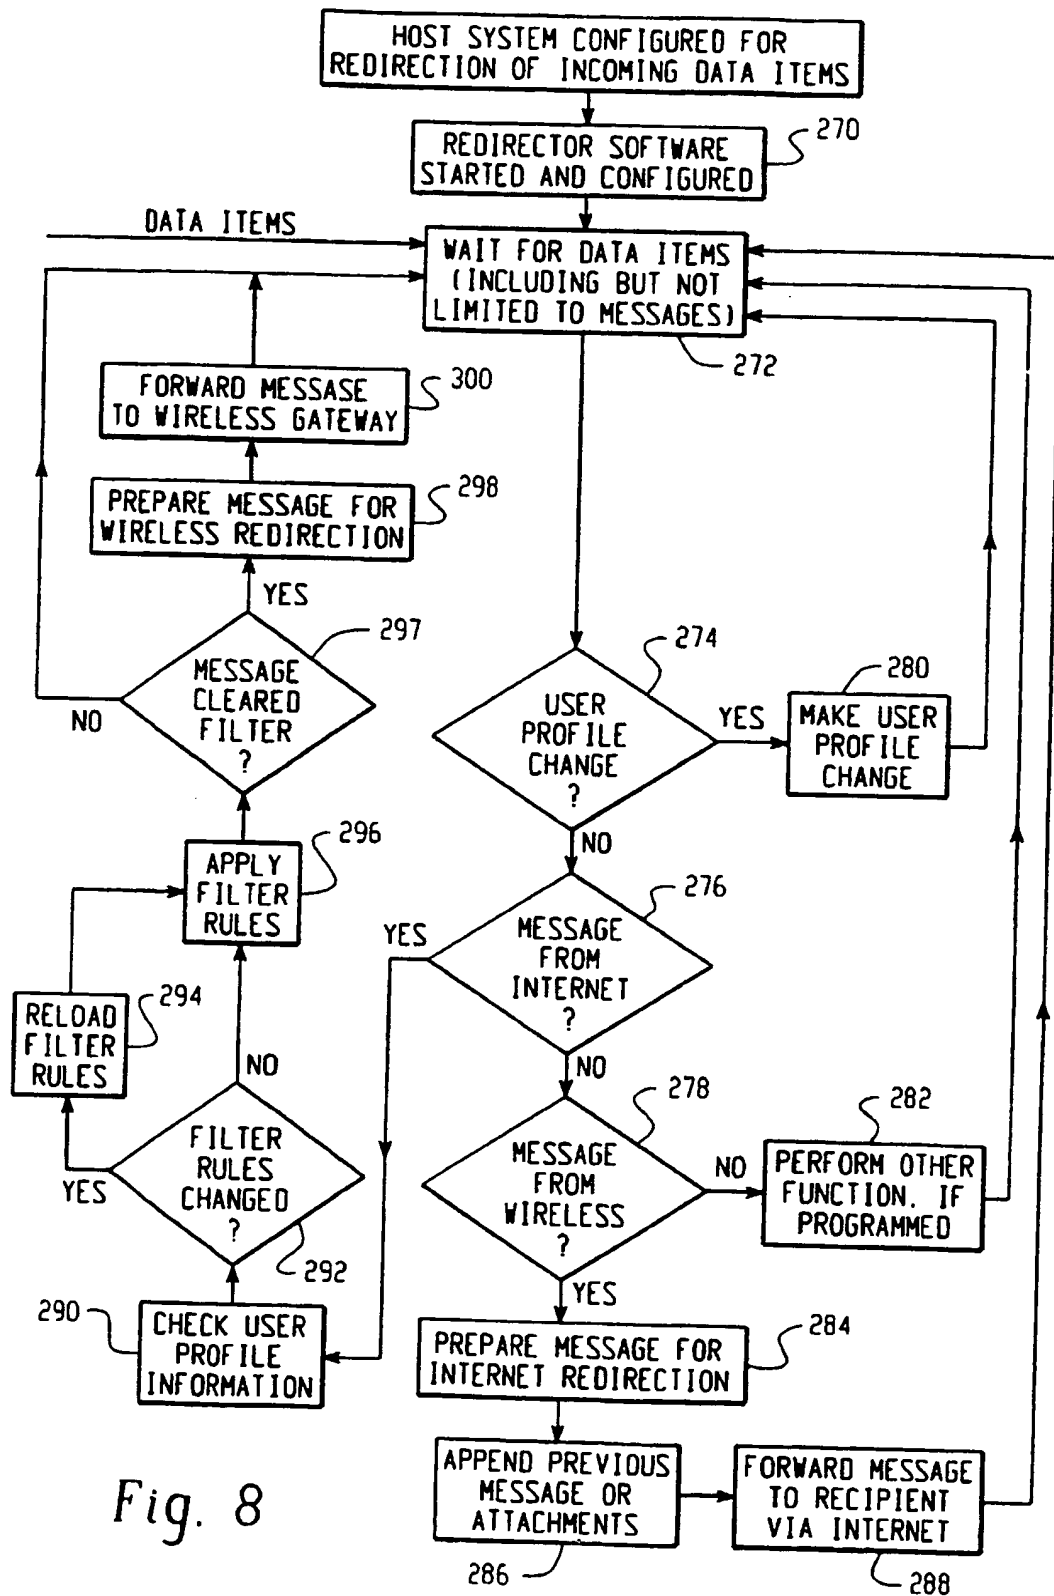 HOST SYSTEM CONFIGURED FOR
REDIRECTION OF INCOMING DATA ITEMS
270
REDIRECTOR SOFTWARE
STARTED AND CONFIGURED
DATA ITEMS
WAIT FOR DATA ITEMS
(INCLUDING BUT NOT
LIMITED TO MESSAGES)
272
300
FORWARD MESSASE
TO WIRELESS GATEWAY
298
PREPARE MESSAGE FOR
WIRELESS REDIRECTION
YES
297
MESSAGE
CLEARED
FILTER
?
NO
274
USER
PROFILE
CHANGE
?
YES
280
MAKE USER
PROFILE
CHANGE
NO
296
APPLY
FILTER
RULES
276
MESSAGE
FROM
INTERNET
?
YES
294
RELOAD
FILTER
RULES
NO
NO
278
282
FILTER
RULES
CHANGED
?
YES
292
MESSAGE
FROM
WIRELESS
?
NO
PERFORM OTHER
FUNCTION. IF
PROGRAMMED
YES
290
CHECK USER
PROFILE
INFORMATION
284
PREPARE MESSAGE FOR
INTERNET REDIRECTION
APPEND PREVIOUS
MESSAGE OR
ATTACHMENTS
286
FORWARD MESSAGE
TO RECIPIENT
VIA INTERNET
288
Fig. 8